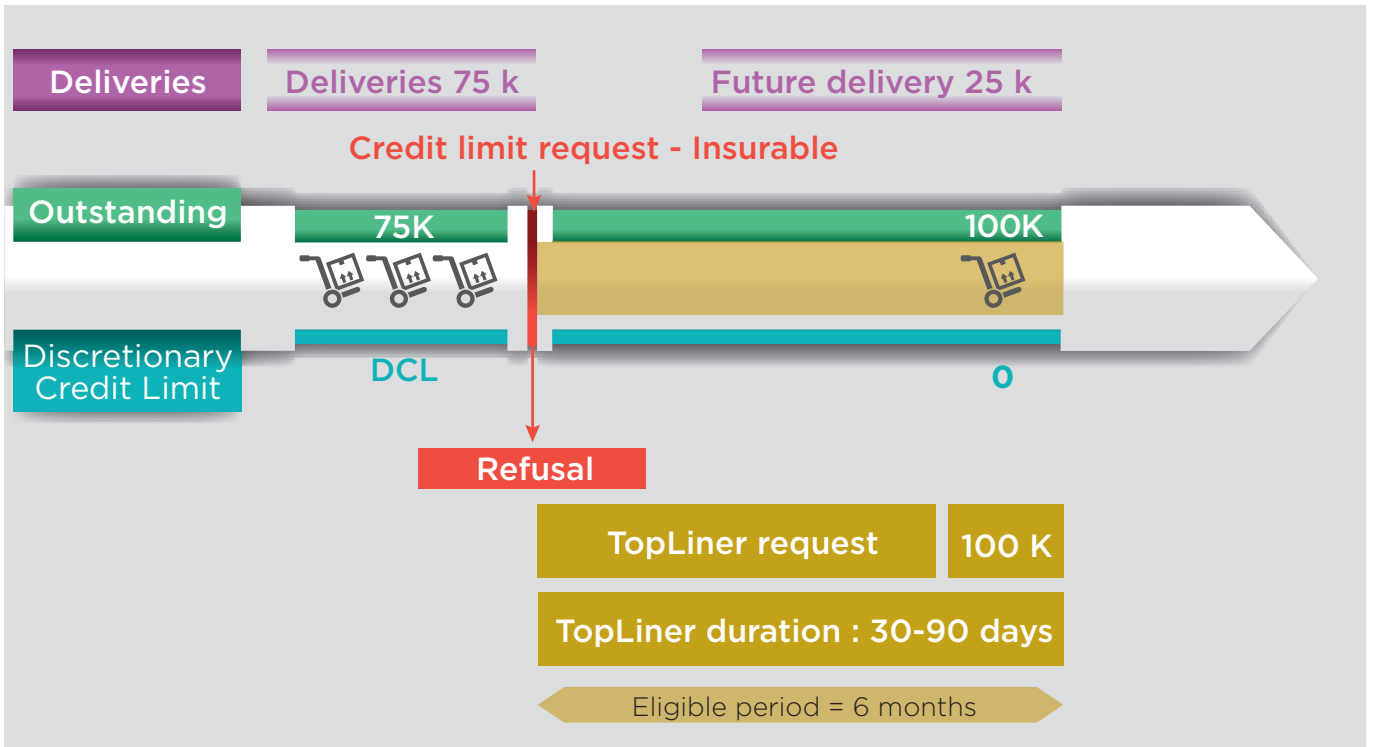 Deliveries
Deliveries 75 k
Future delivery 25 k
Credit limit request - Insurable
Outstanding
75K
100K
Discretionary
Credit Limit
DCL
0
Refusal
TopLiner request
100 K
TopLiner duration : 30-90 days
Eligible period = 6 months